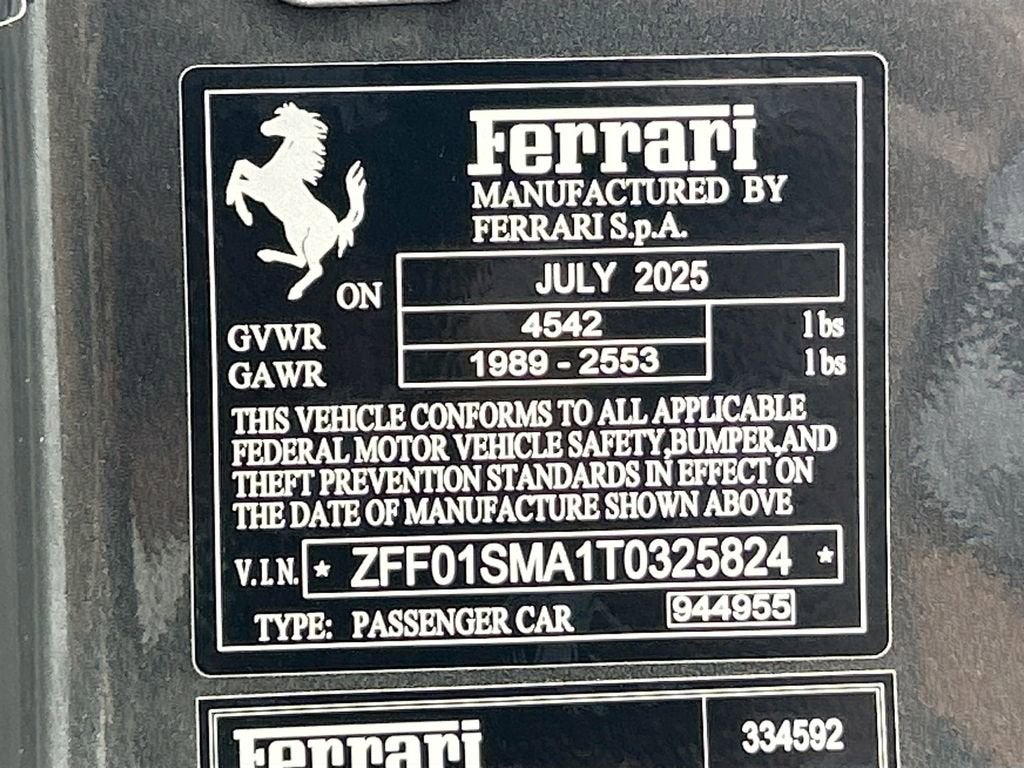 Ferrari
MANUFACTURED BY
FERRARI S.p.A.
ON JULY 2025
GVWR 4542 lbs
GAWR 1989 - 2553 lbs
THIS VEHICLE CONFORMS TO ALL APPLICABLE
FEDERAL MOTOR VEHICLE SAFETY,BUMPER,AND
THEFT PREVENTION STANDARDS IN EFFECT ON
THE DATE OF MANUFACTURE SHOWN ABOVE
V.I.N. * ZFF01SMA1T0325824 *
TYPE: PASSENGER CAR 944955
Ferrari 334592